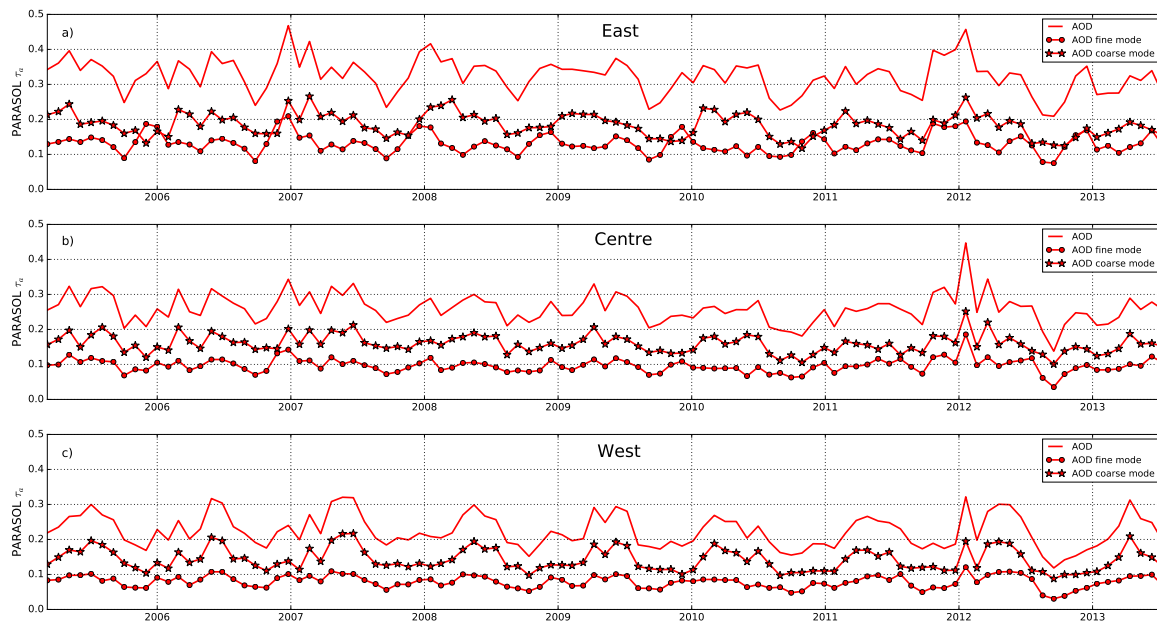 0.5
a)
East
AOD
AOD fine mode
AOD coarse mode
0.4
0.3
0.2
0.1
0.0
PARASOL τₐ
2006 2007 2008 2009 2010 2011 2012 2013
0.5
b)
Centre
AOD
AOD fine mode
AOD coarse mode
0.4
0.3
0.2
0.1
0.0
PARASOL τₐ
2006 2007 2008 2009 2010 2011 2012 2013
0.5
c)
West
AOD
AOD fine mode
AOD coarse mode
0.4
0.3
0.2
0.1
0.0
PARASOL τₐ
2006 2007 2008 2009 2010 2011 2012 2013